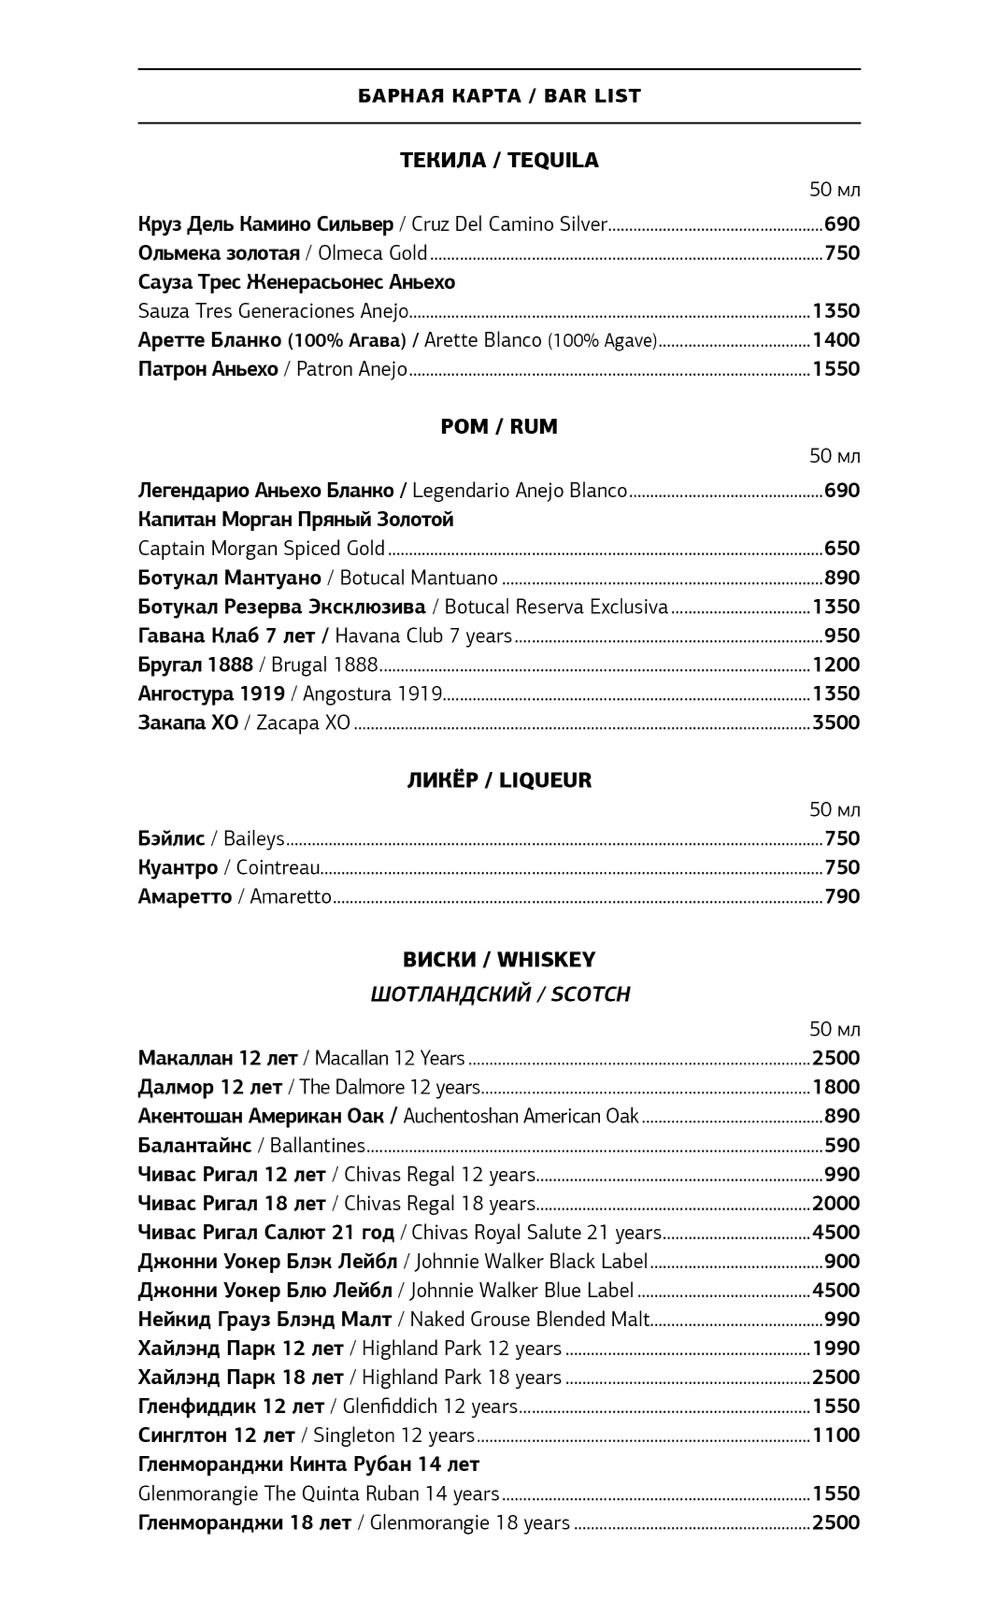 БАРНАЯ КАРТА / BAR LIST
ТЕКИЛА / TEQUILA
50 мл
Круз Дель Камино Сильвер / Cruz Del Camino Silver 690
Ольмека золотая / Olmeca Gold 750
Сауза Трес Женерасьонес Аньехо
Sauza Tres Generaciones Anejo 1350
Аретте Бланко (100% Агава) / Arette Blanco (100% Agave) 1400
Патрон Аньехо / Patron Anejo 1550
РОМ / RUM
50 мл
Легендарио Аньехо Бланко / Legendario Anejo Blanco 690
Капитан Морган Пряный Золотой
Captain Morgan Spiced Gold 650
Ботукал Мантуано / Botucal Mantuano 890
Ботукал Резерва Эксклюзива / Botucal Reserva Exclusiva 1350
Гавана Клаб 7 лет / Havana Club 7 years 950
Бругал 1888 / Brugal 1888 1200
Ангостура 1919 / Angostura 1919 1350
Закапа ХО / Zacapa XO 3500
ЛИКЁР / LIQUEUR
50 мл
Бэйлис / Baileys 750
Куантро / Cointreau 750
Амаретто / Amaretto 790
ВИСКИ / WHISKEY
ШОТЛАНДСКИЙ / SCOTCH
50 мл
Макаллан 12 лет / Macallan 12 Years 2500
Далмор 12 лет / The Dalmore 12 years 1800
Акентошан Американ Оак / Auchentoshan American Oak 890
Балантайнс / Ballantines 590
Чивас Ригал 12 лет / Chivas Regal 12 years 990
Чивас Ригал 18 лет / Chivas Regal 18 years 2000
Чивас Ригал Салют 21 год / Chivas Royal Salute 21 years 4500
Джонни Уокер Блэк Лейбл / Johnnie Walker Black Label 900
Джонни Уокер Блю Лейбл / Johnnie Walker Blue Label 4500
Нейкид Грауз Блэнд Малт / Naked Grouse Blended Malt 990
Хайлэнд Парк 12 лет / Highland Park 12 years 1990
Хайлэнд Парк 18 лет / Highland Park 18 years 2500
Гленфиддик 12 лет / Glenfiddich 12 years 1550
Синглтон 12 лет / Singleton 12 years 1100
Гленморанджи Кинта Рубан 14 лет
Glenmorangie The Quinta Ruban 14 years 1550
Гленморанджи 18 лет / Glenmorangie 18 years 2500